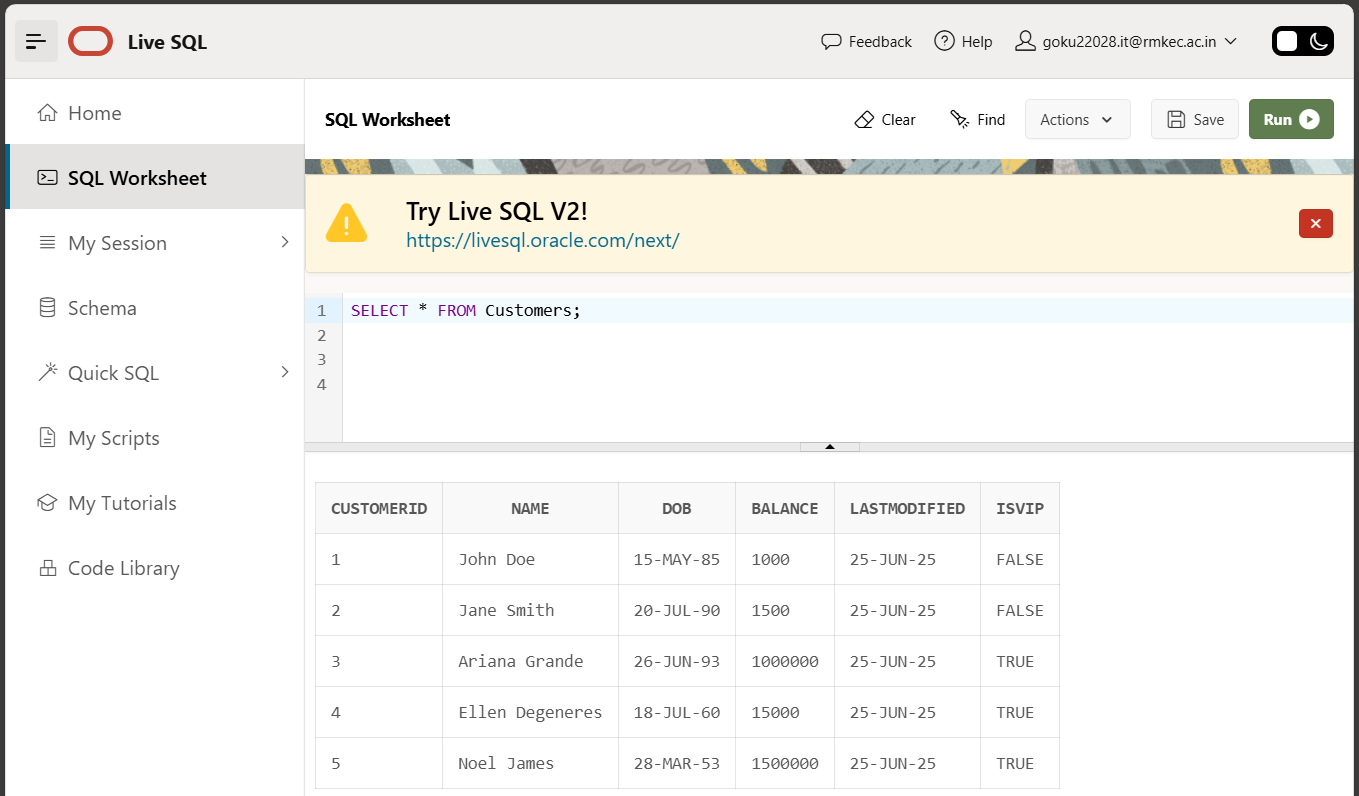 Live SQL
Feedback
Help
goku22028.it@rmkec.ac.in
Home
SQL Worksheet
My Session
Schema
Quick SQL
My Scripts
My Tutorials
Code Library
SQL Worksheet
Clear
Find
Actions
Save
Run
Try Live SQL V2!
https://livesql.oracle.com/next/
1 SELECT * FROM Customers;
2
3
4
CUSTOMERID NAME DOB BALANCE LASTMODIFIED ISVIP
1 John Doe 15-MAY-85 1000 25-JUN-25 FALSE
2 Jane Smith 20-JUL-90 1500 25-JUN-25 FALSE
3 Ariana Grande 26-JUN-93 1000000 25-JUN-25 TRUE
4 Ellen Degeneres 18-JUL-60 15000 25-JUN-25 TRUE
5 Noel James 28-MAR-53 1500000 25-JUN-25 TRUE